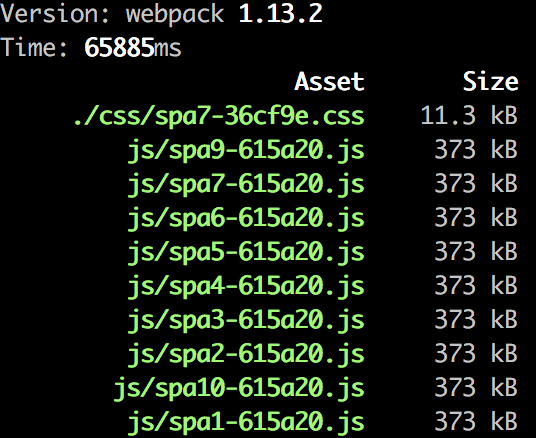 Version: webpack 1.13.2
Time: 65885ms
Asset Size
./css/spa7-36cf9e.css 11.3 kB
js/spa9-615a20.js 373 kB
js/spa7-615a20.js 373 kB
js/spa6-615a20.js 373 kB
js/spa5-615a20.js 373 kB
js/spa4-615a20.js 373 kB
js/spa3-615a20.js 373 kB
js/spa2-615a20.js 373 kB
js/spa10-615a20.js 373 kB
js/spa1-615a20.js 373 kB